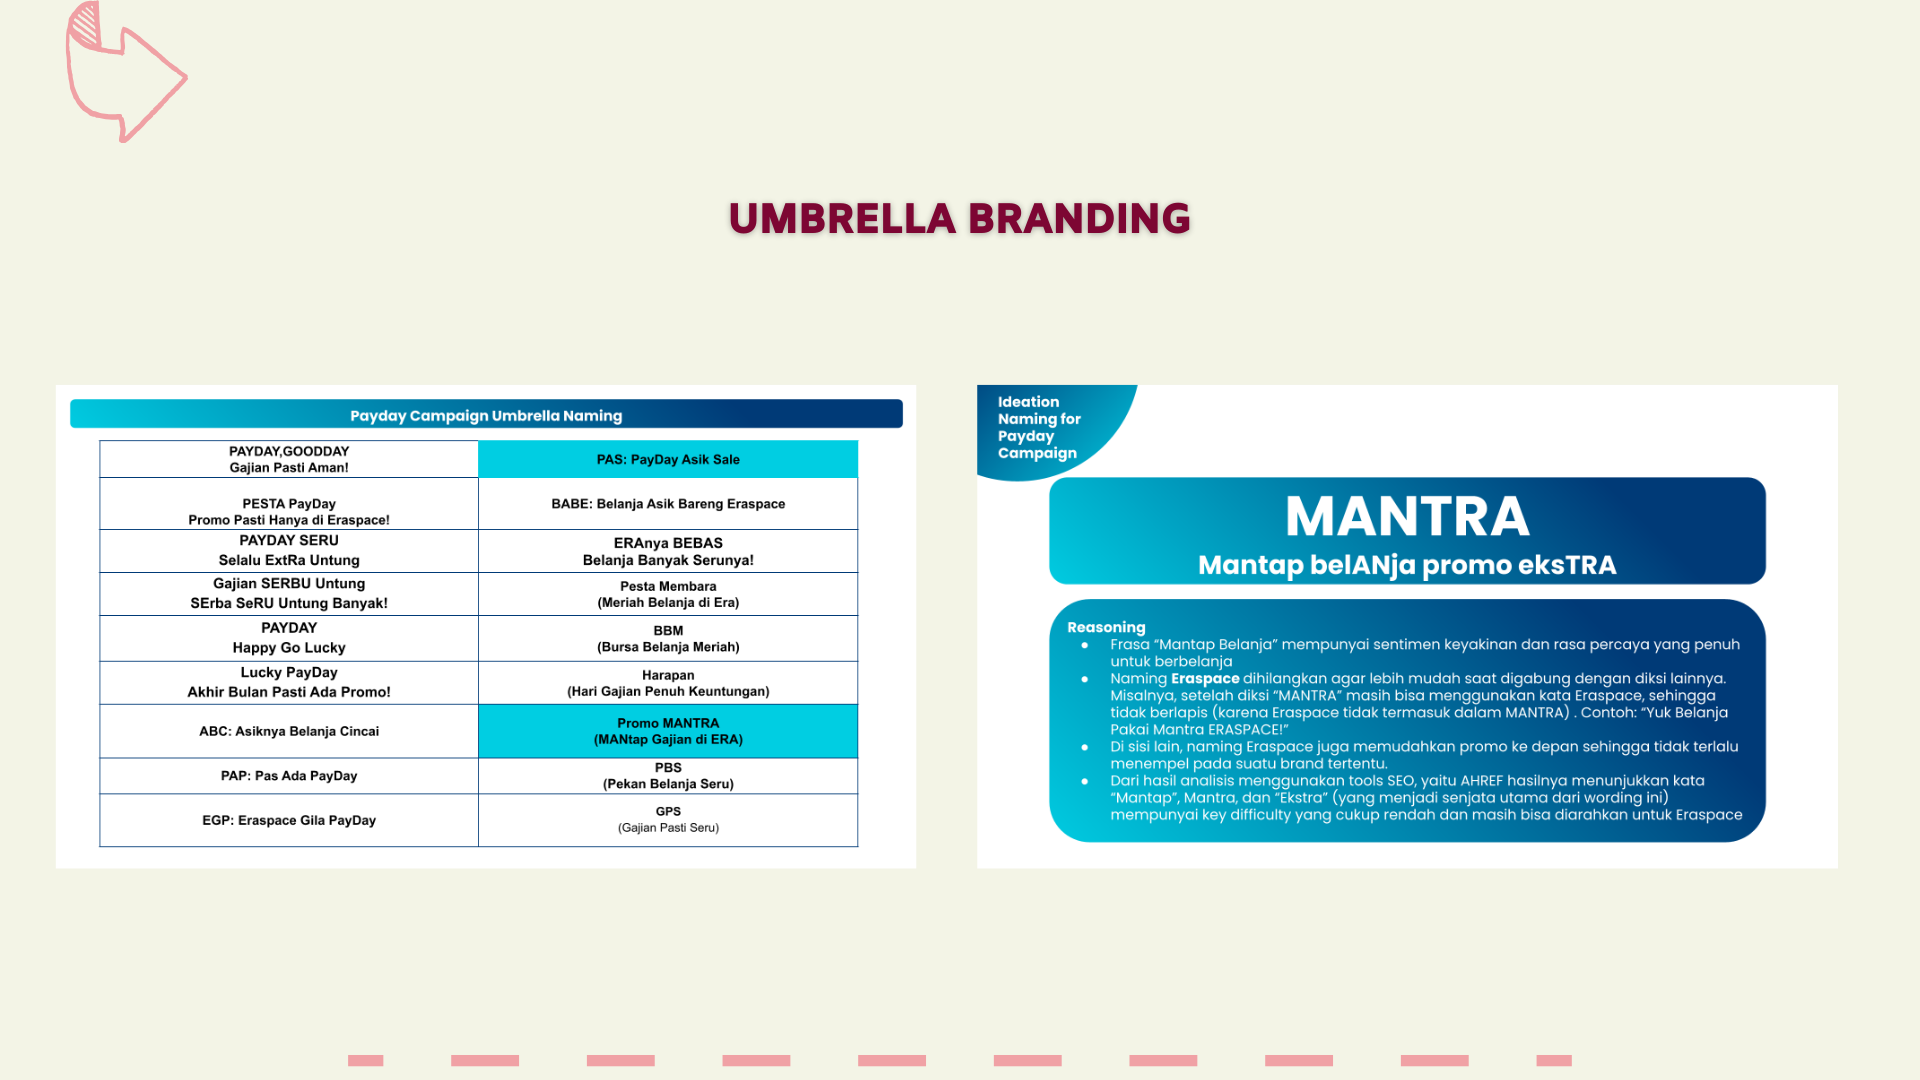 UMBRELLA BRANDING
Payday Campaign Umbrella Naming
PAYDAY,GOODDAY
Gajian Pasti Aman!
PAS: PayDay Asik Sale
PESTA PayDay
Promo Pasti Hanya di Eraspace!
BABE: Belanja Asik Bareng Eraspace
PAYDAY SERU
Selalu ExtRa Untung
ERAnya BEBAS
Belanja Banyak Serunya!
Gajian SERBU Untung
SErba SeRU Untung Banyak!
Pesta Membara
(Meriah Belanja di Era)
PAYDAY
Happy Go Lucky
BBM
(Bursa Belanja Meriah)
Lucky PayDay
Akhir Bulan Pasti Ada Promo!
Harapan
(Hari Gajian Penuh Keuntungan)
ABC: Asiknya Belanja Cincai
Promo MANTRA
(MANtap Gajian di ERA)
PAP: Pas Ada PayDay
PBS
(Pekan Belanja Seru)
EGP: Eraspace Gila PayDay
GPS
(Gajian Pasti Seru)
Ideation
Naming for
Payday
Campaign
MANTRA
Mantap belANja promo eksTRA
Reasoning
● Frasa “Mantap Belanja” mempunyai sentimen keyakinan dan rasa percaya yang penuh
untuk berbelanja
● Naming Eraspace dihilangkan agar lebih mudah saat digabung dengan diksi lainnya.
Misalnya, setelah diksi “MANTRA” masih bisa menggunakan kata Eraspace, sehingga
tidak berlapis (karena Eraspace tidak termasuk dalam MANTRA) . Contoh: “Yuk Belanja
Pakai Mantra ERASPACE!”
● Di sisi lain, naming Eraspace juga memudahkan promo ke depan sehingga tidak terlalu
menempel pada suatu brand tertentu.
● Dari hasil analisis menggunakan tools SEO, yaitu AHREF hasilnya menunjukkan kata
“Mantap”, Mantra, dan “Ekstra” (yang menjadi senjata utama dari wording ini)
mempunyai key difficulty yang cukup rendah dan masih bisa diarahkan untuk Eraspace